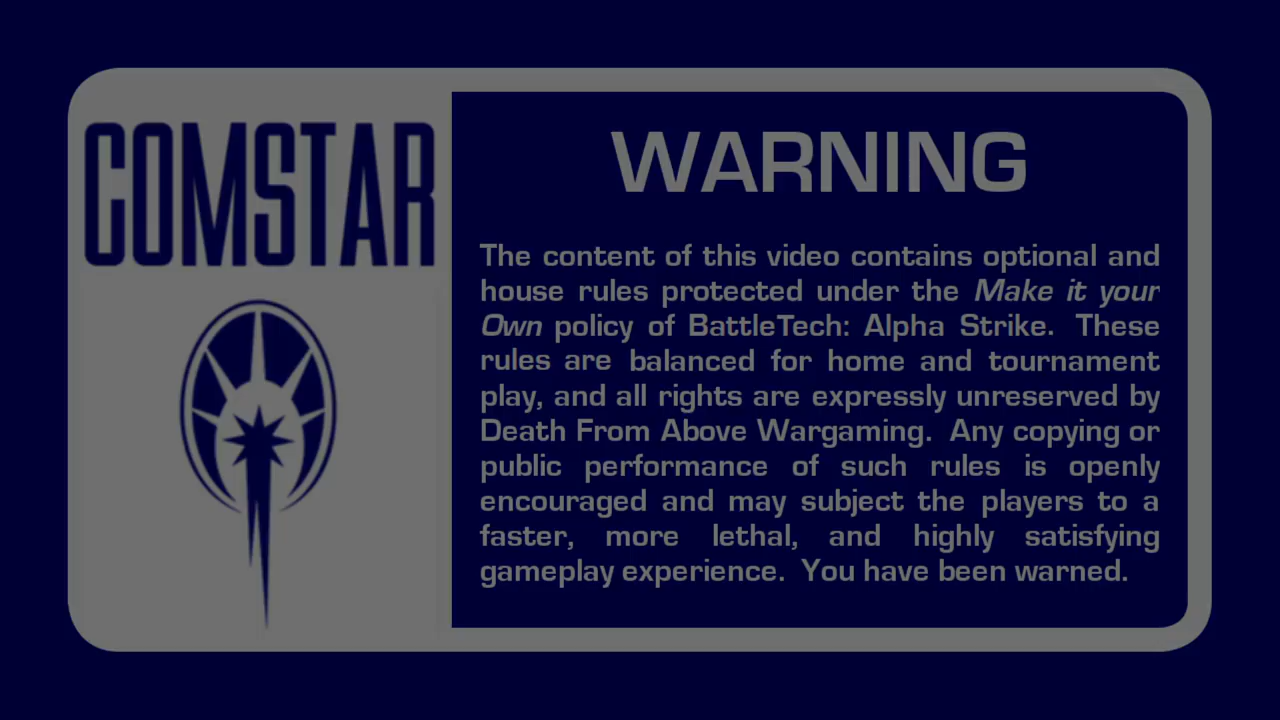 COMSTAR
WARNING
The content of this video contains optional and
house rules protected under the Make it your
Own policy of BattleTech: Alpha Strike. These
rules are balanced for home and tournament
play, and all rights are expressly unreserved by
Death From Above Wargaming. Any copying or
public performance of such rules is openly
encouraged and may subject the players to a
faster, more lethal, and highly satisfying
gameplay experience. You have been warned.